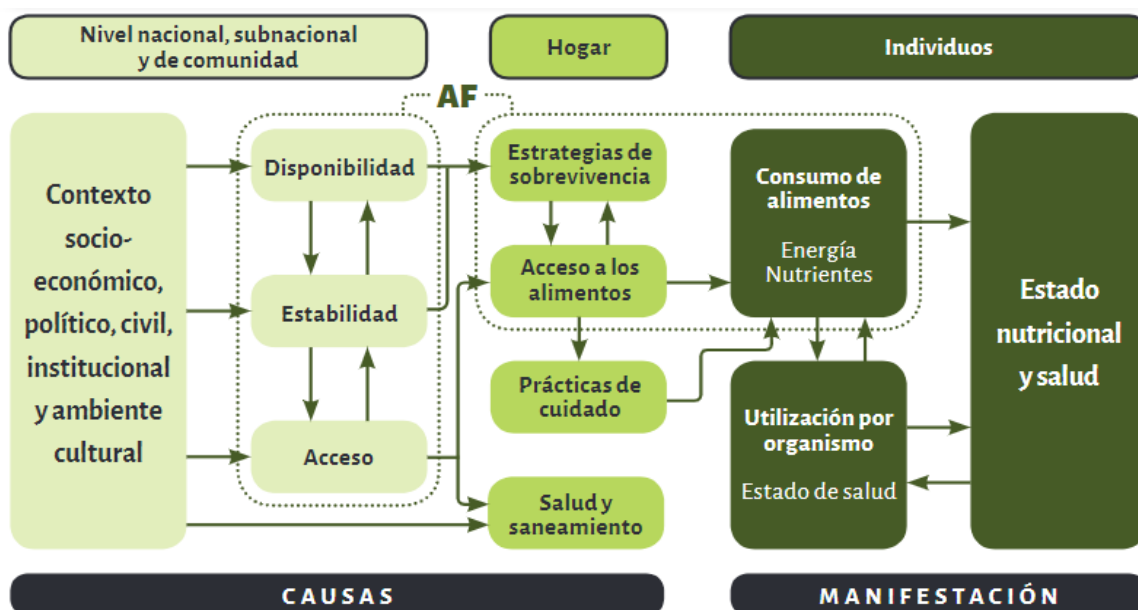 Nivel nacional, subnacional
y de comunidad
Hogar
Individuos
AF
Contexto
socio-
económico,
político, civil,
institucional
y ambiente
cultural
Disponibilidad
Estabilidad
Acceso
Estrategias de
sobrevivencia
Acceso a los
alimentos
Prácticas de
cuidado
Salud y
saneamiento
Consumo de
alimentos
Energía
Nutrientes
Utilización por
organismo
Estado de salud
Estado
nutricional
y salud
CAUSAS
MANIFESTACIÓN